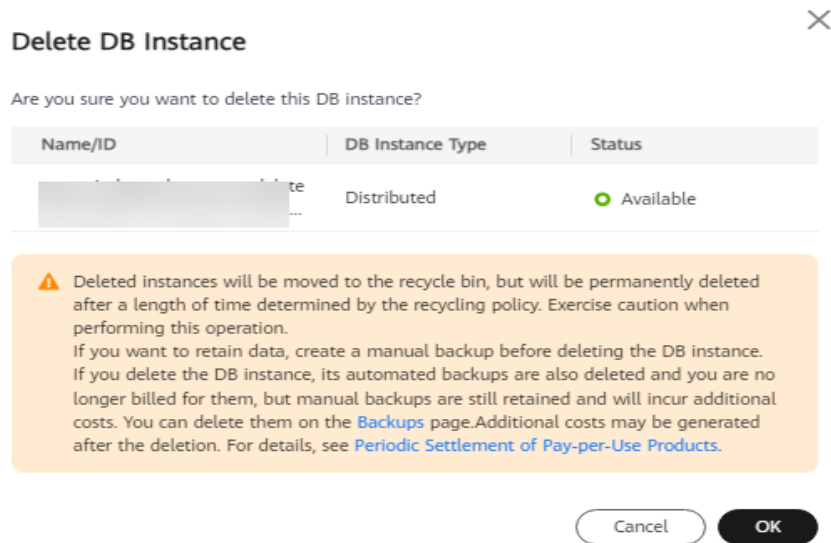 Delete DB Instance
Are you sure you want to delete this DB instance?
Name/ID DB Instance Type Status
Distributed Available
Deleted instances will be moved to the recycle bin, but will be permanently deleted
after a length of time determined by the recycling policy. Exercise caution when
performing this operation.
If you want to retain data, create a manual backup before deleting the DB instance.
If you delete the DB instance, its automated backups are also deleted and you are no
longer billed for them, but manual backups are still retained and will incur additional
costs. You can delete them on the Backups page.Additional costs may be generated
after the deletion. For details, see Periodic Settlement of Pay-per-Use Products.
Cancel OK